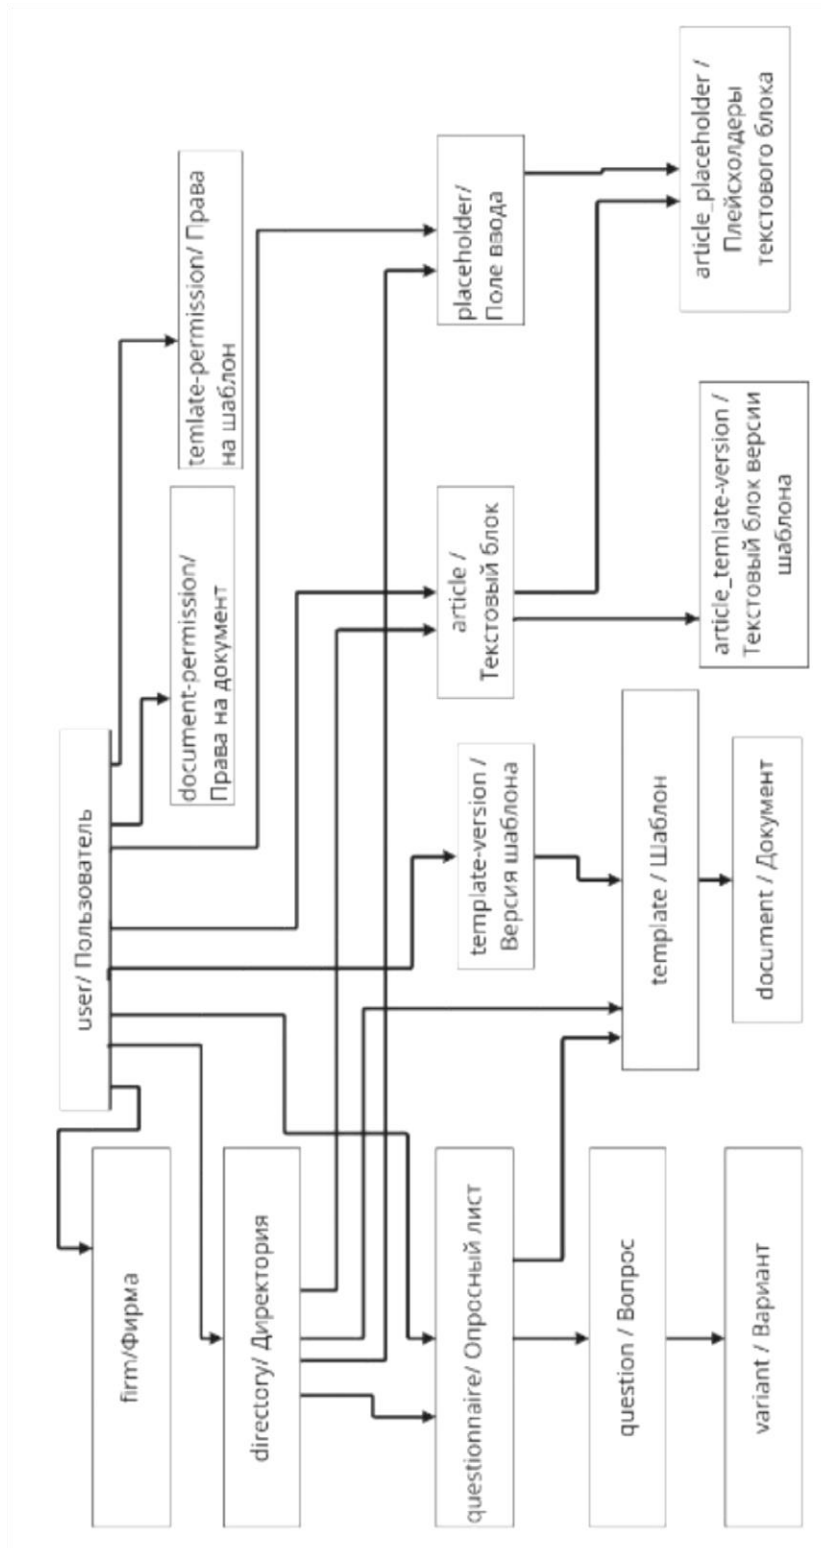 user/ Пользователь
firm/Фирма
directory/ Директория
document-permission/
Права на документ
temlate-permission/ Права
на шаблон
questionnaire/ Опросный лист
template-version /
Версия шаблона
article /
Текстовый блок
placeholder/
Поле ввода
question / Вопрос
template / Шаблон
variant / Вариант
document / Документ
article_temlate-version /
Текстовый блок версии
шаблона
article_placeholder /
Плейсхолдеры
текстового блока